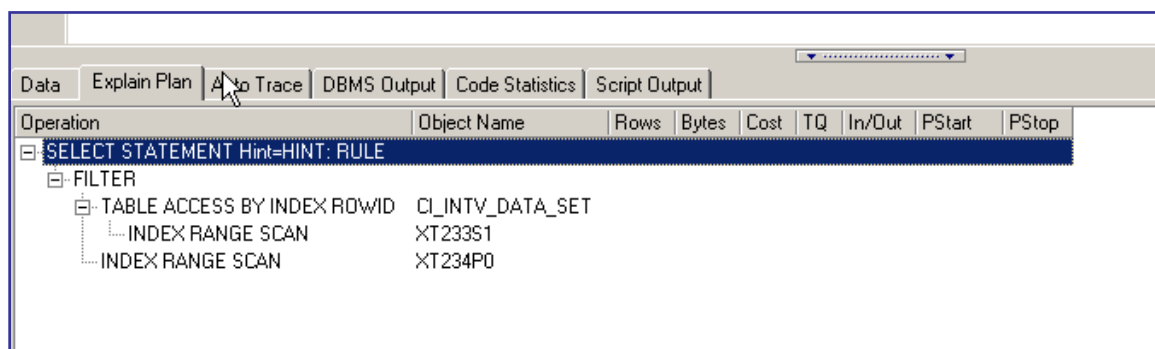 Data Explain Plan Auto Trace DBMS Output Code Statistics Script Output
Operation Object Name Rows Bytes Cost TQ In/Out PStart PStop
SELECT STATEMENT Hint=HINT: RULE
FILTER
TABLE ACCESS BY INDEX ROWID CI_INTV_DATA_SET
INDEX RANGE SCAN XT233S1
INDEX RANGE SCAN XT234P0